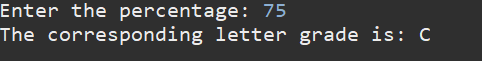 Enter the percentage: 75
The corresponding letter grade is: C